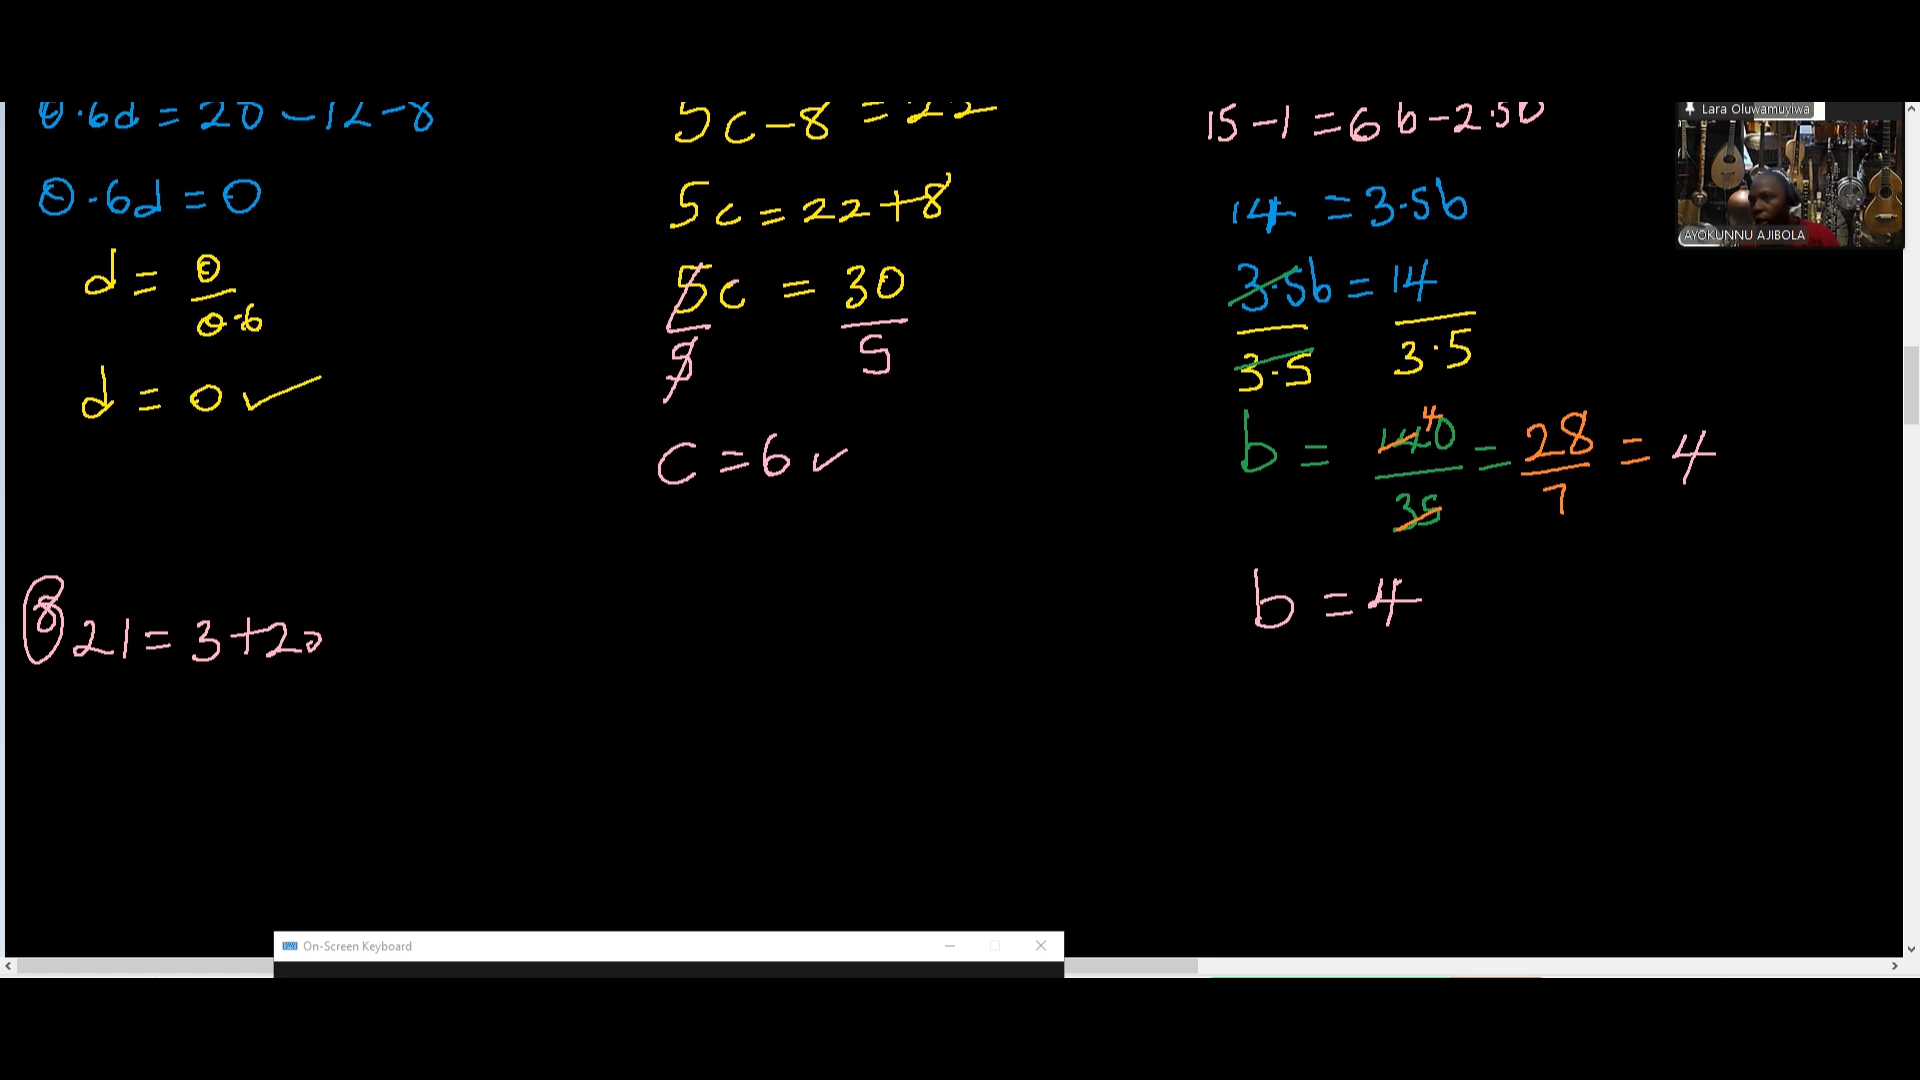 0.6d = 20 - 12 - 8
0.6d = 0
d = 0/0.6
d = 0 ✓
5c - 8 = 22
5c = 22 + 8
5c/5 = 30/5
c = 6 ✓
15 - 1 = 6b - 2.5b
14 = 3.5b
3.5b/3.5 = 14/3.5
b = 140/35 = 28/7 = 4
b = 4
8 21 = 3 + 20
Lara Oluwamuyiwa
AYOKUNNU AJIBOLA
On-Screen Keyboard